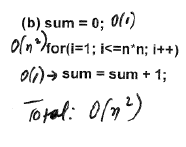 (b) sum = 0; O(1)
O(n²) for(i=1; i<=n*n; i++)
O(1) → sum = sum + 1;
Total: O(n²)